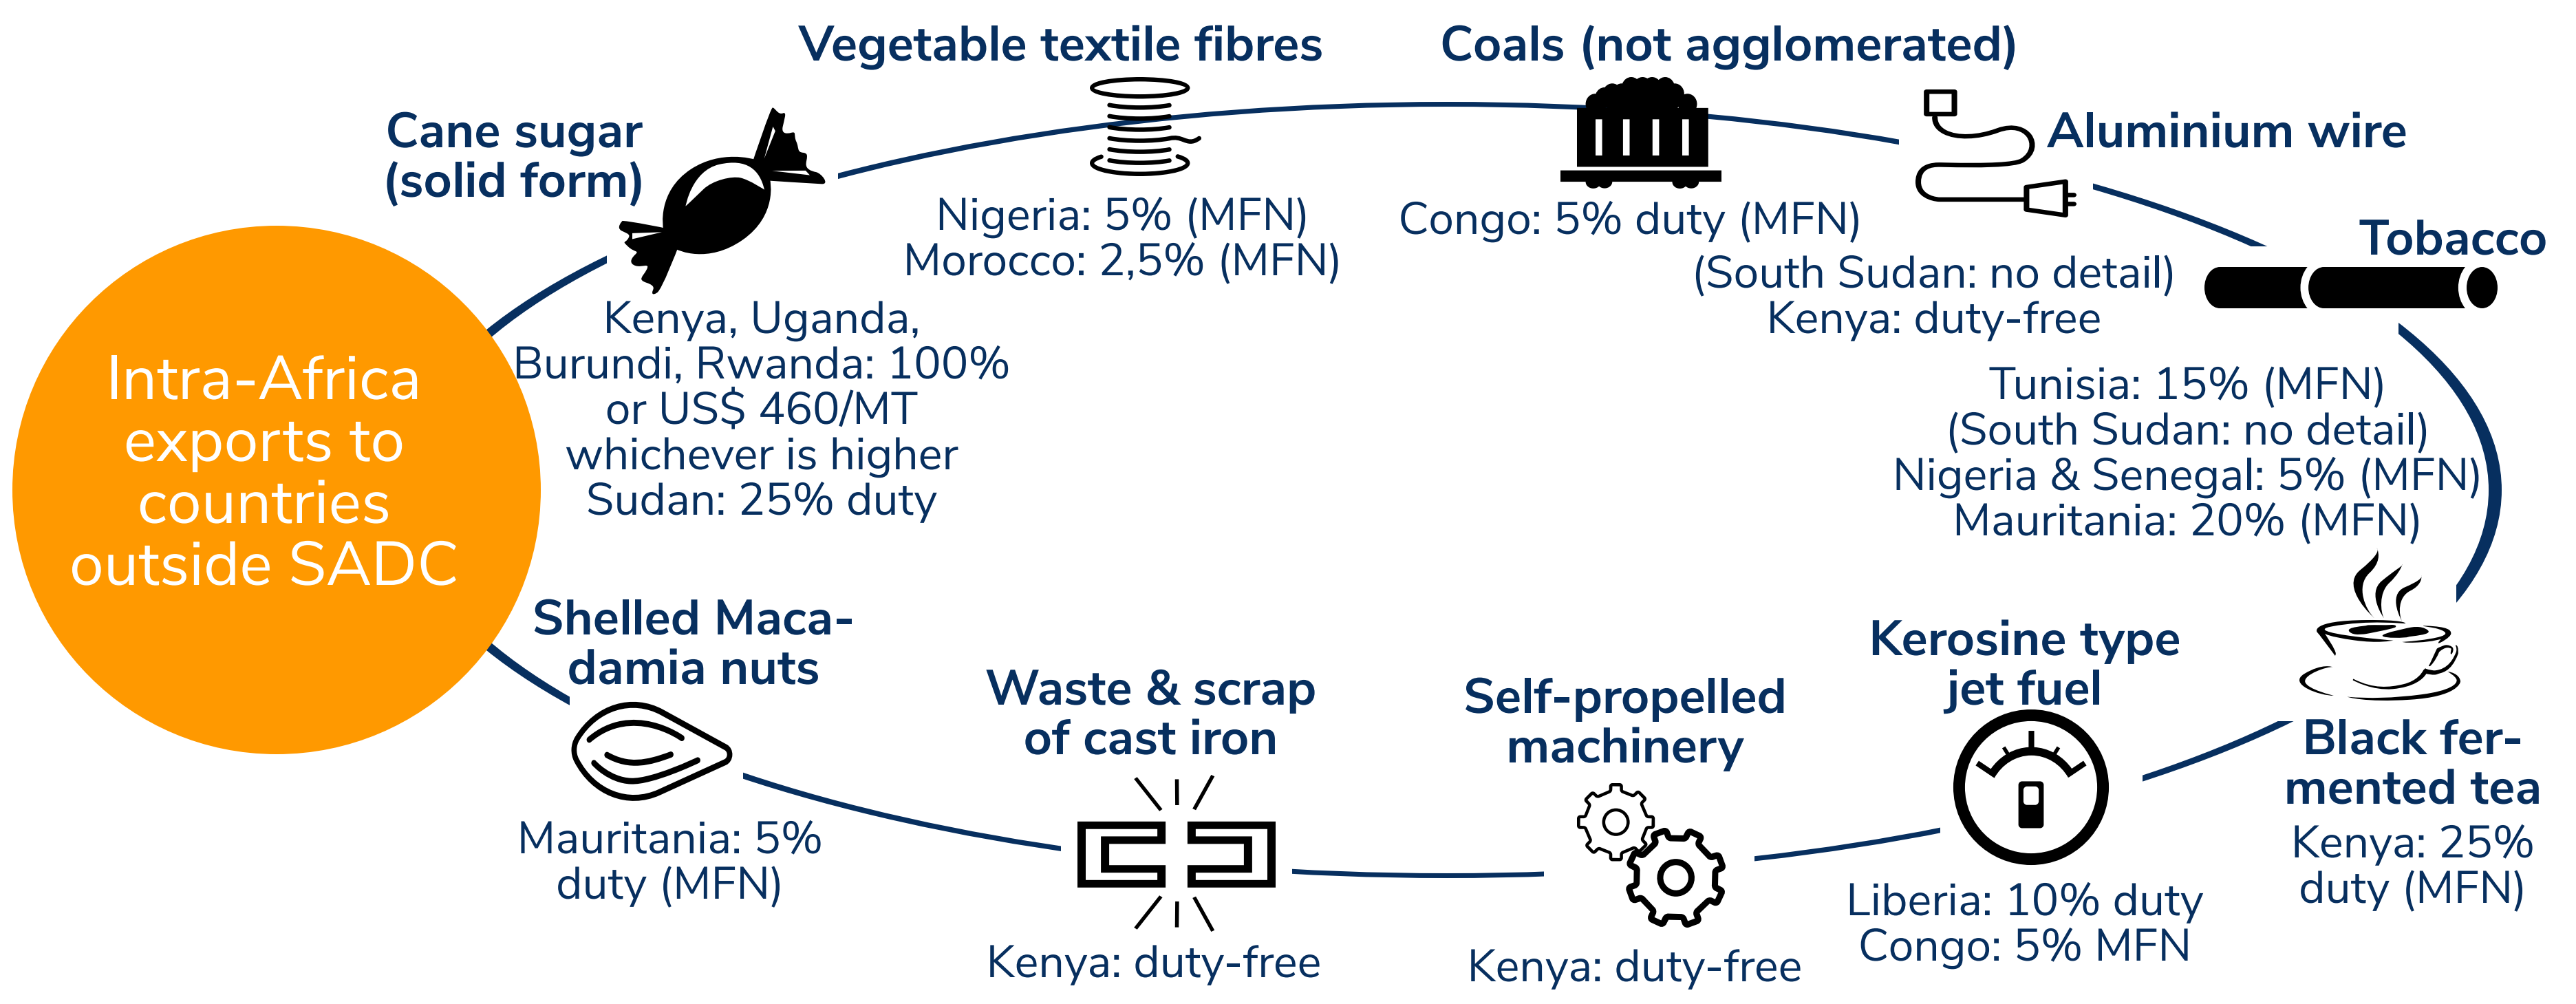 Intra-Africa
exports to
countries
outside SADC
Cane sugar
(solid form)
Kenya, Uganda,
Burundi, Rwanda: 100%
or US$ 460/MT
whichever is higher
Sudan: 25% duty
Vegetable textile fibres
Nigeria: 5% (MFN)
Morocco: 2,5% (MFN)
Coals (not agglomerated)
Congo: 5% duty (MFN)
Aluminium wire
(South Sudan: no detail)
Kenya: duty-free
Tobacco
Tunisia: 15% (MFN)
(South Sudan: no detail)
Nigeria & Senegal: 5% (MFN)
Mauritania: 20% (MFN)
Black fer-
mented tea
Kenya: 25%
duty (MFN)
Kerosine type
jet fuel
Liberia: 10% duty
Congo: 5% MFN
Self-propelled
machinery
Kenya: duty-free
Waste & scrap
of cast iron
Kenya: duty-free
Shelled Maca-
damia nuts
Mauritania: 5%
duty (MFN)